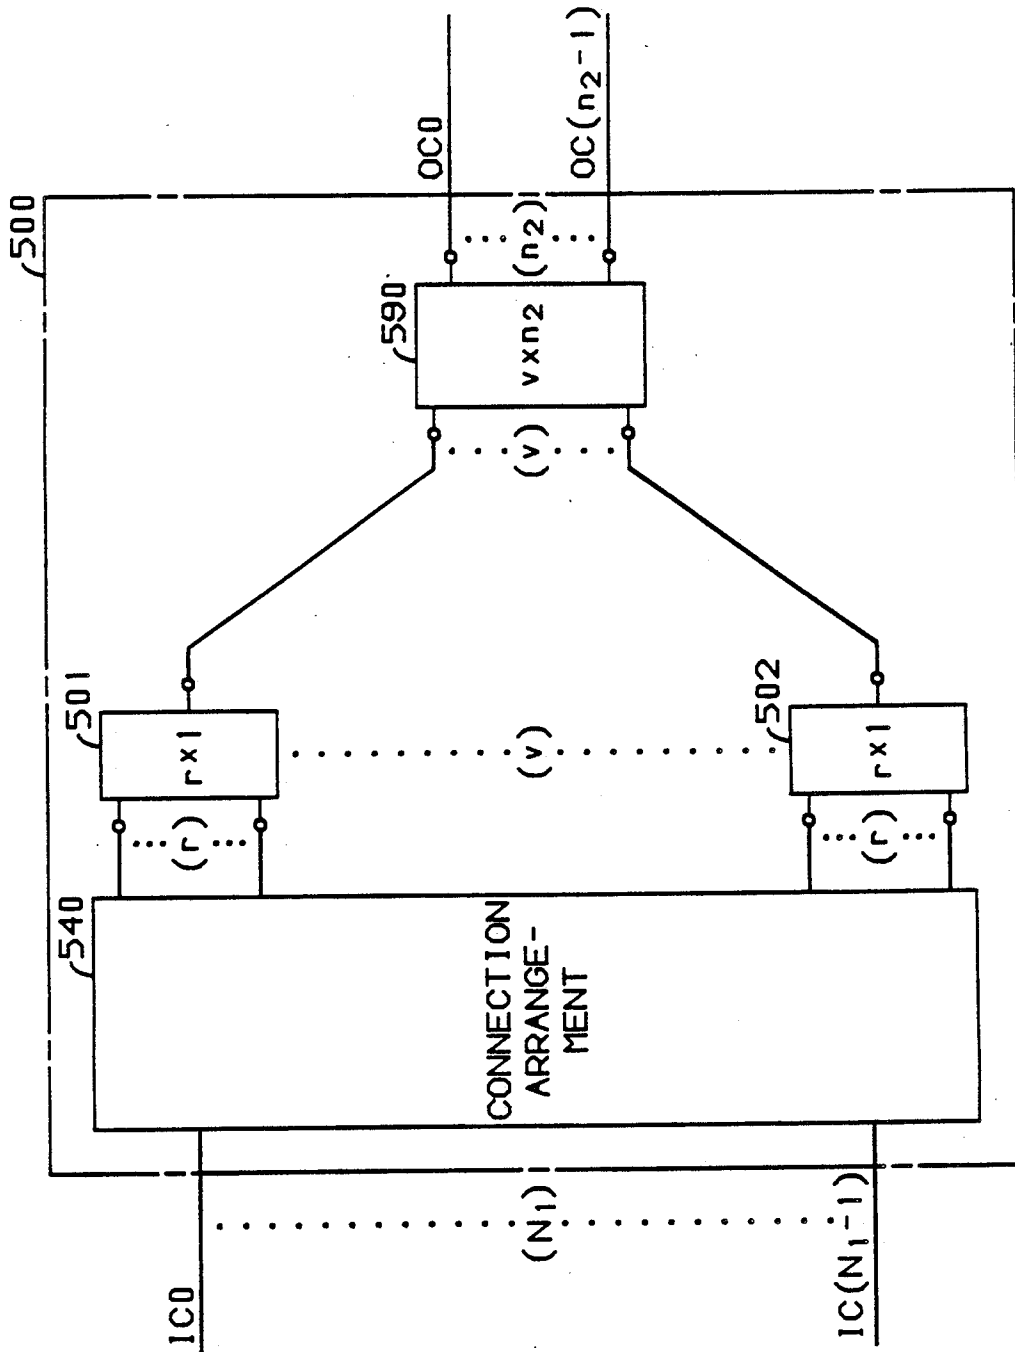 500
540
501
502
590
IC0
(N₁)
IC(N₁-1)
CONNECTION
ARRANGE-
MENT
(r)
(r)
rx1
(v)
rx1
(v)
vxn₂
(n₂)
OC0
OC(n₂-1)